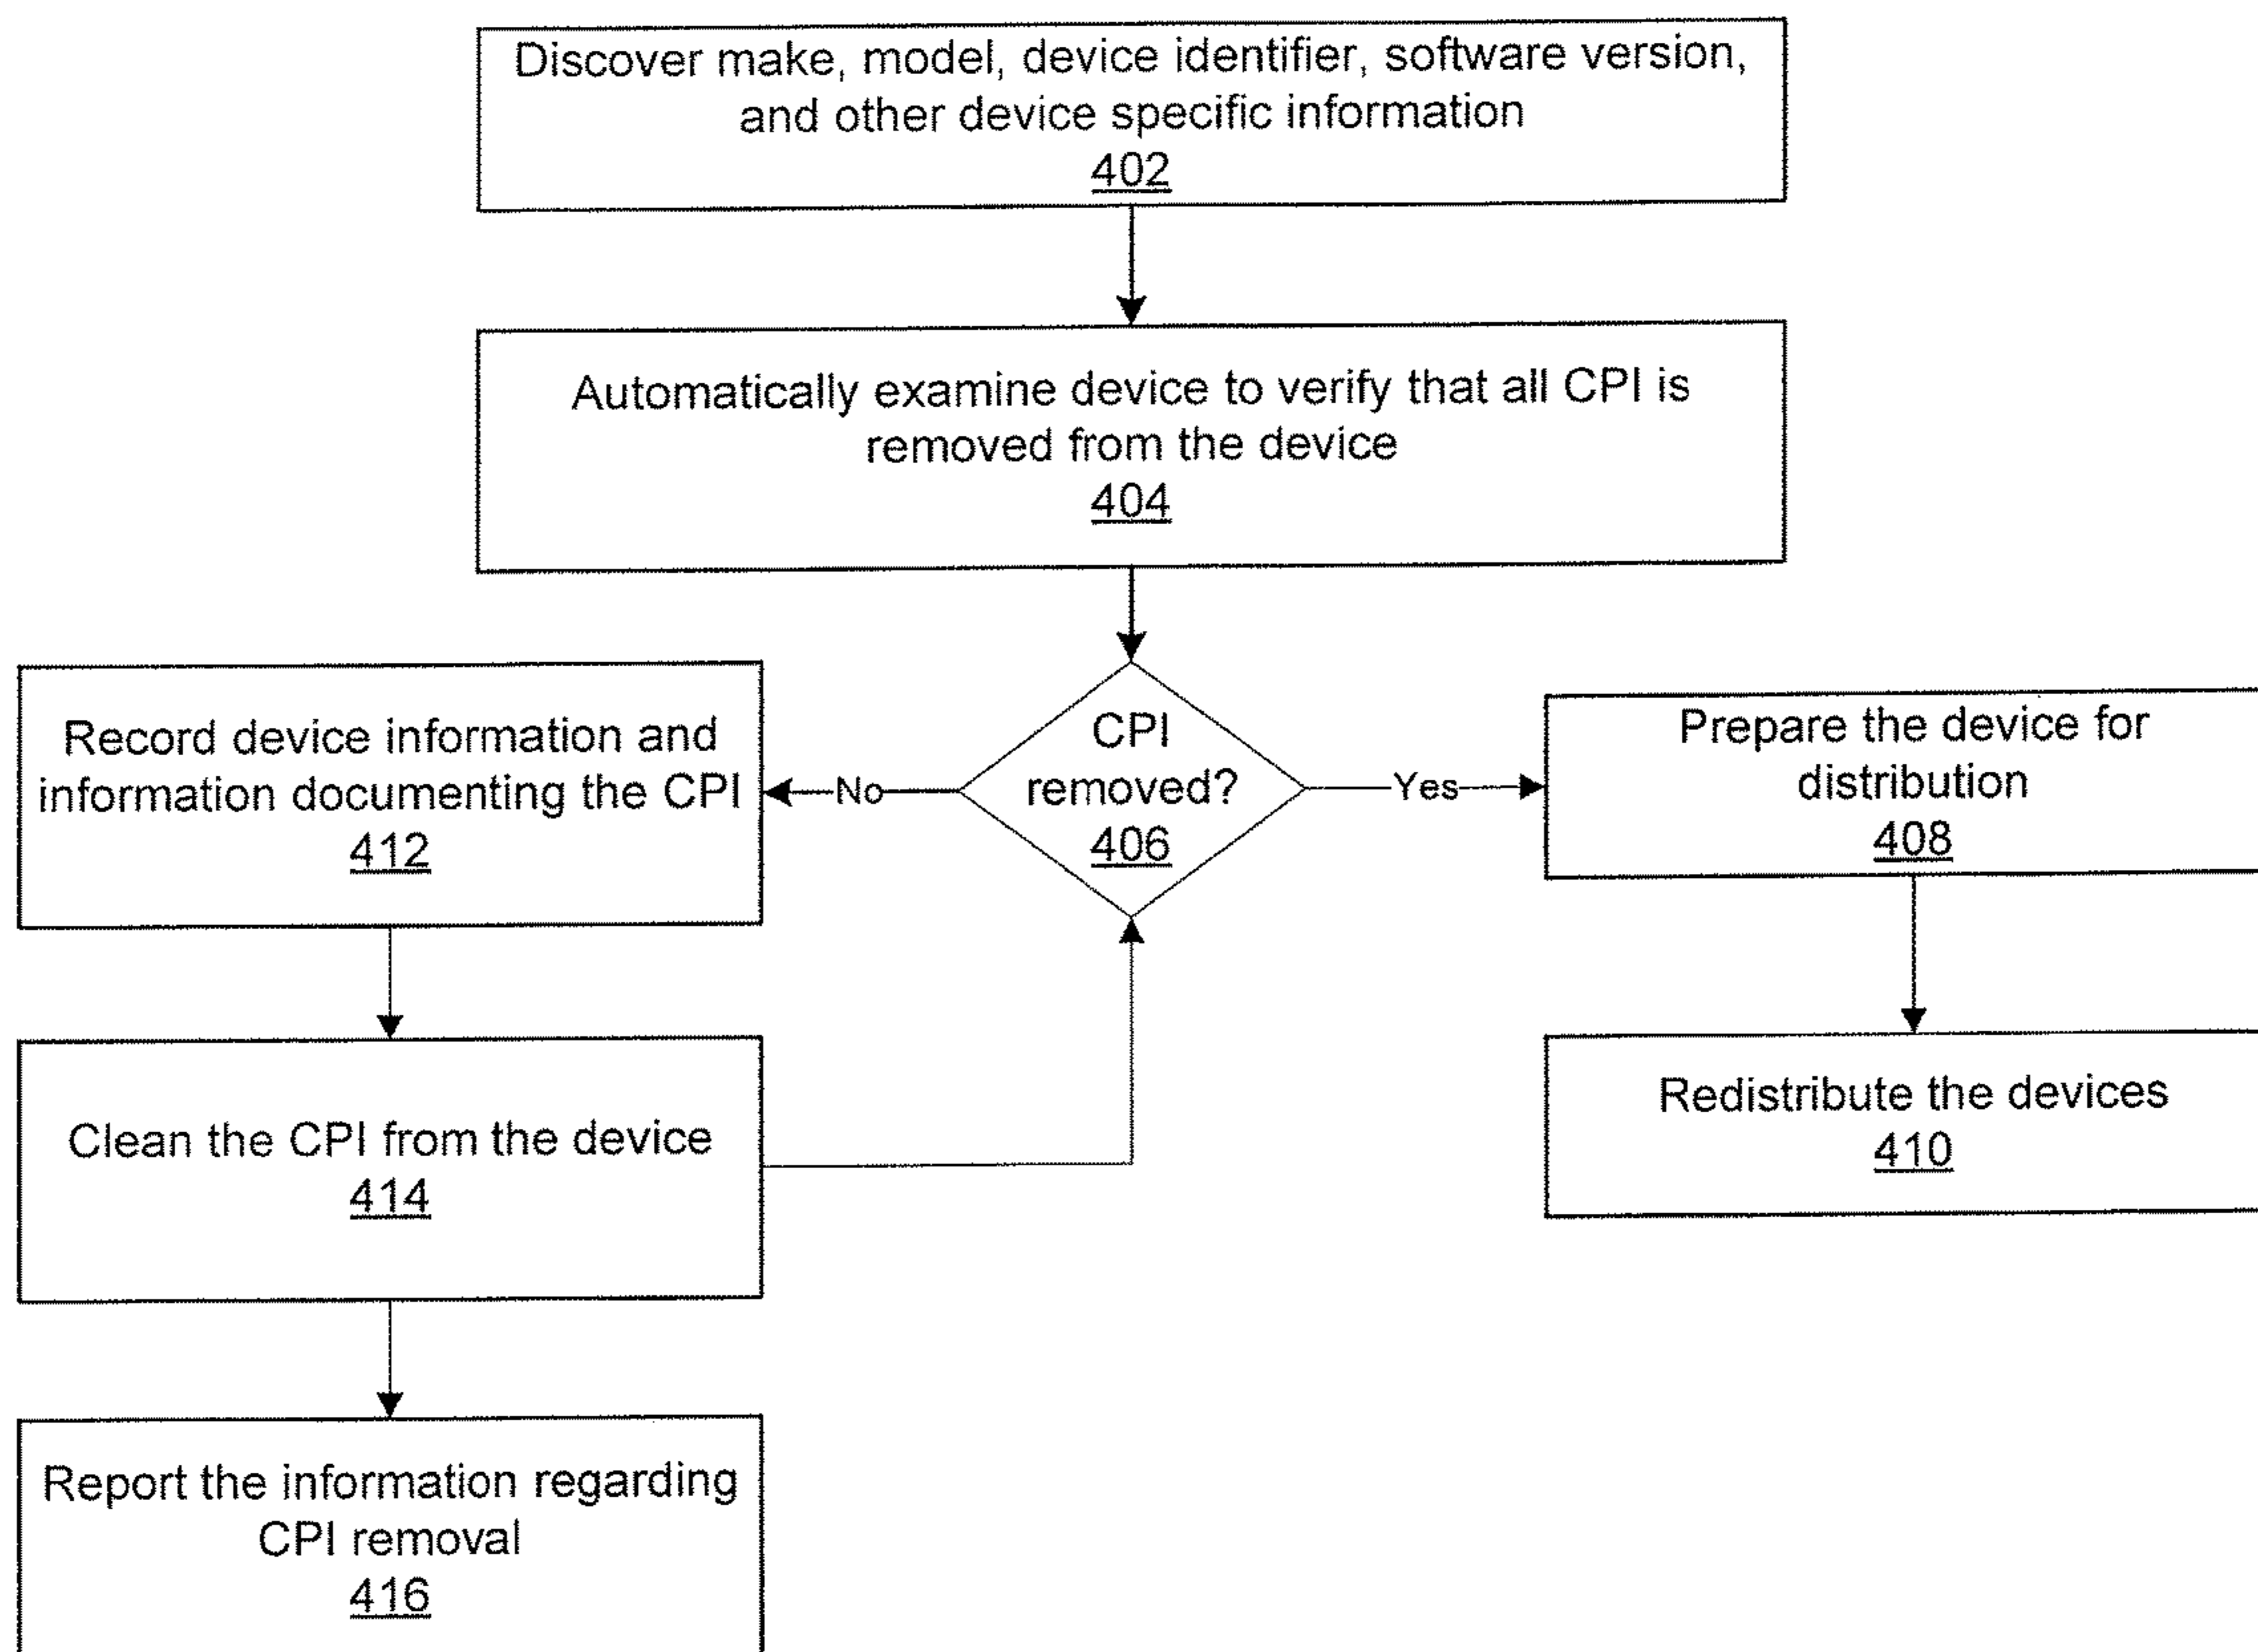 Discover make, model, device identifier, software version,
and other device specific information
402
Automatically examine device to verify that all CPI is
removed from the device
404
CPI
removed?
406
No
Yes
Record device information and
information documenting the CPI
412
Prepare the device for
distribution
408
Clean the CPI from the device
414
Redistribute the devices
410
Report the information regarding
CPI removal
416